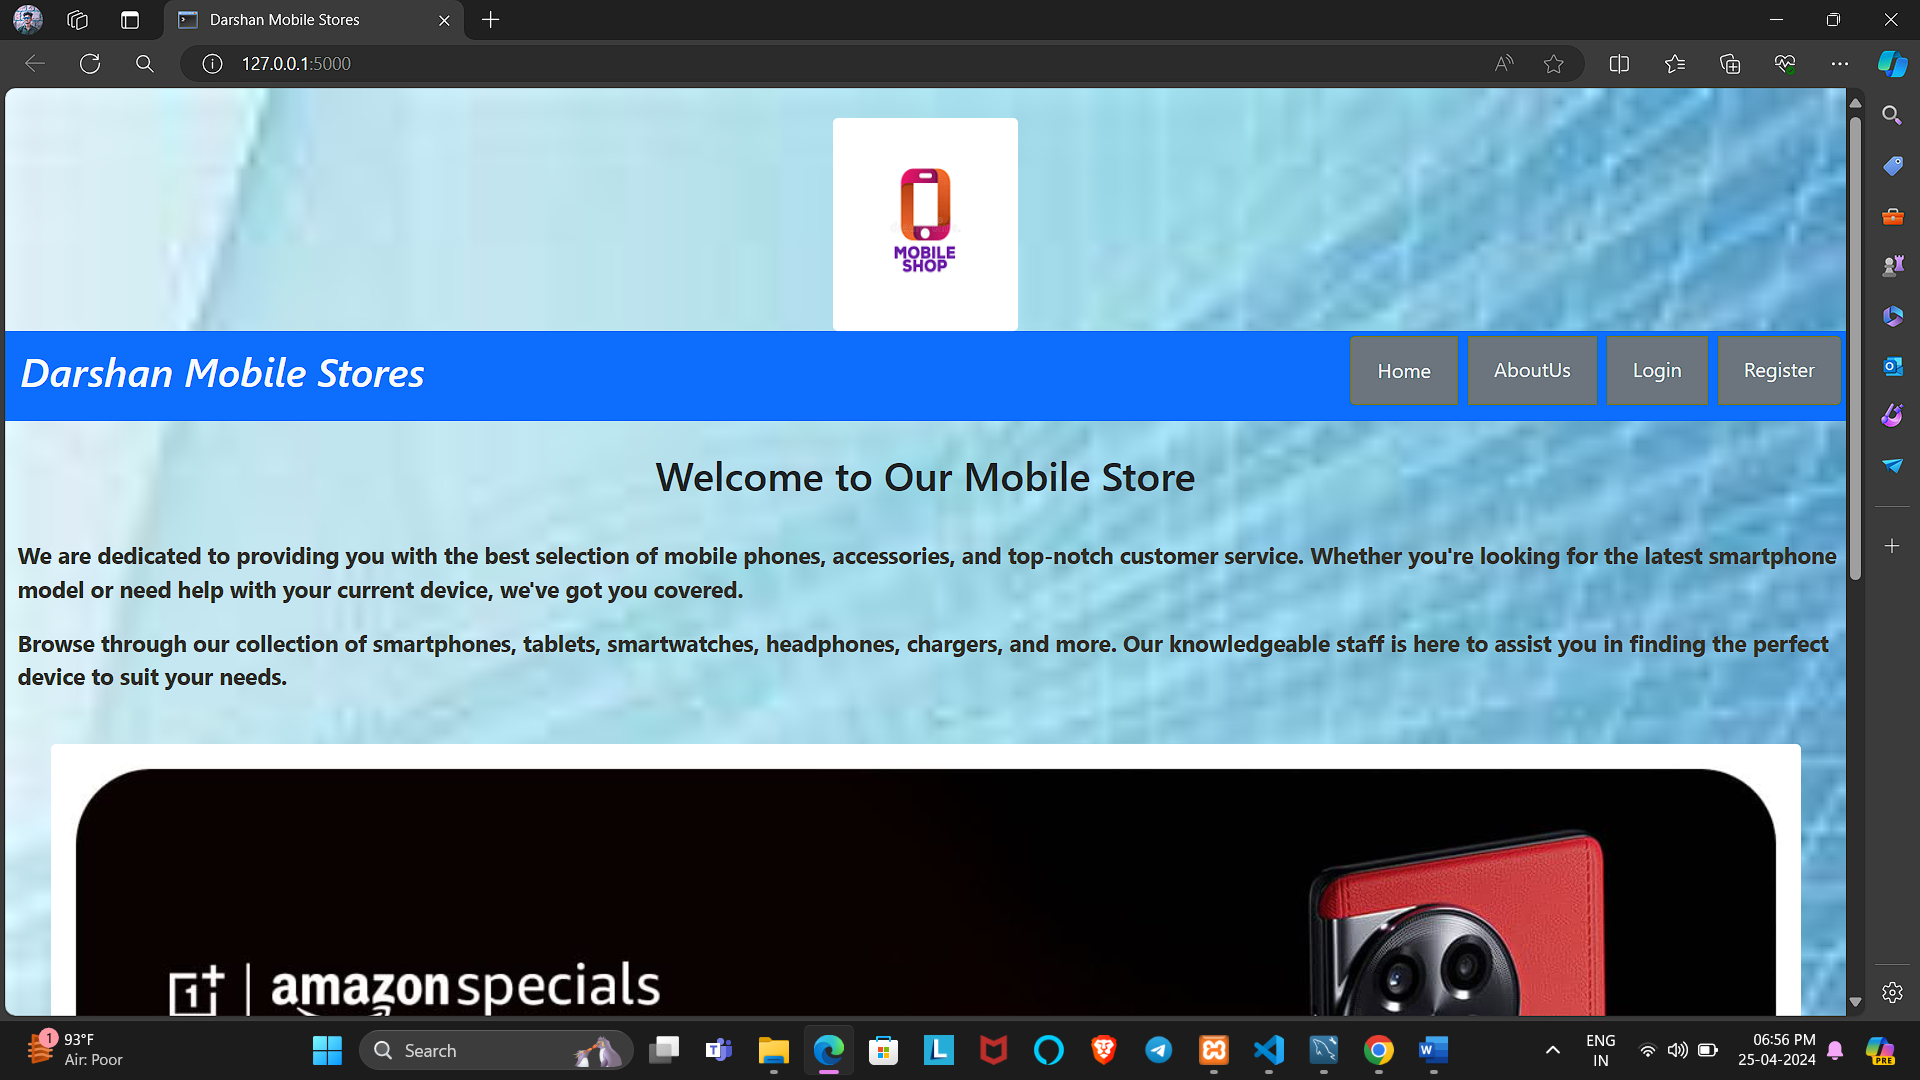 Darshan Mobile Stores
127.0.0.1:5000
MOBILE
SHOP
Darshan Mobile Stores
Home
AboutUs
Login
Register
Welcome to Our Mobile Store
We are dedicated to providing you with the best selection of mobile phones, accessories, and top-notch customer service. Whether you're looking for the latest smartphone
model or need help with your current device, we've got you covered.
Browse through our collection of smartphones, tablets, smartwatches, headphones, chargers, and more. Our knowledgeable staff is here to assist you in finding the perfect
device to suit your needs.
1+ | amazonspecials
1
93°F
Air: Poor
Search
L
W
ENG
IN
06:56 PM
25-04-2024
PRE